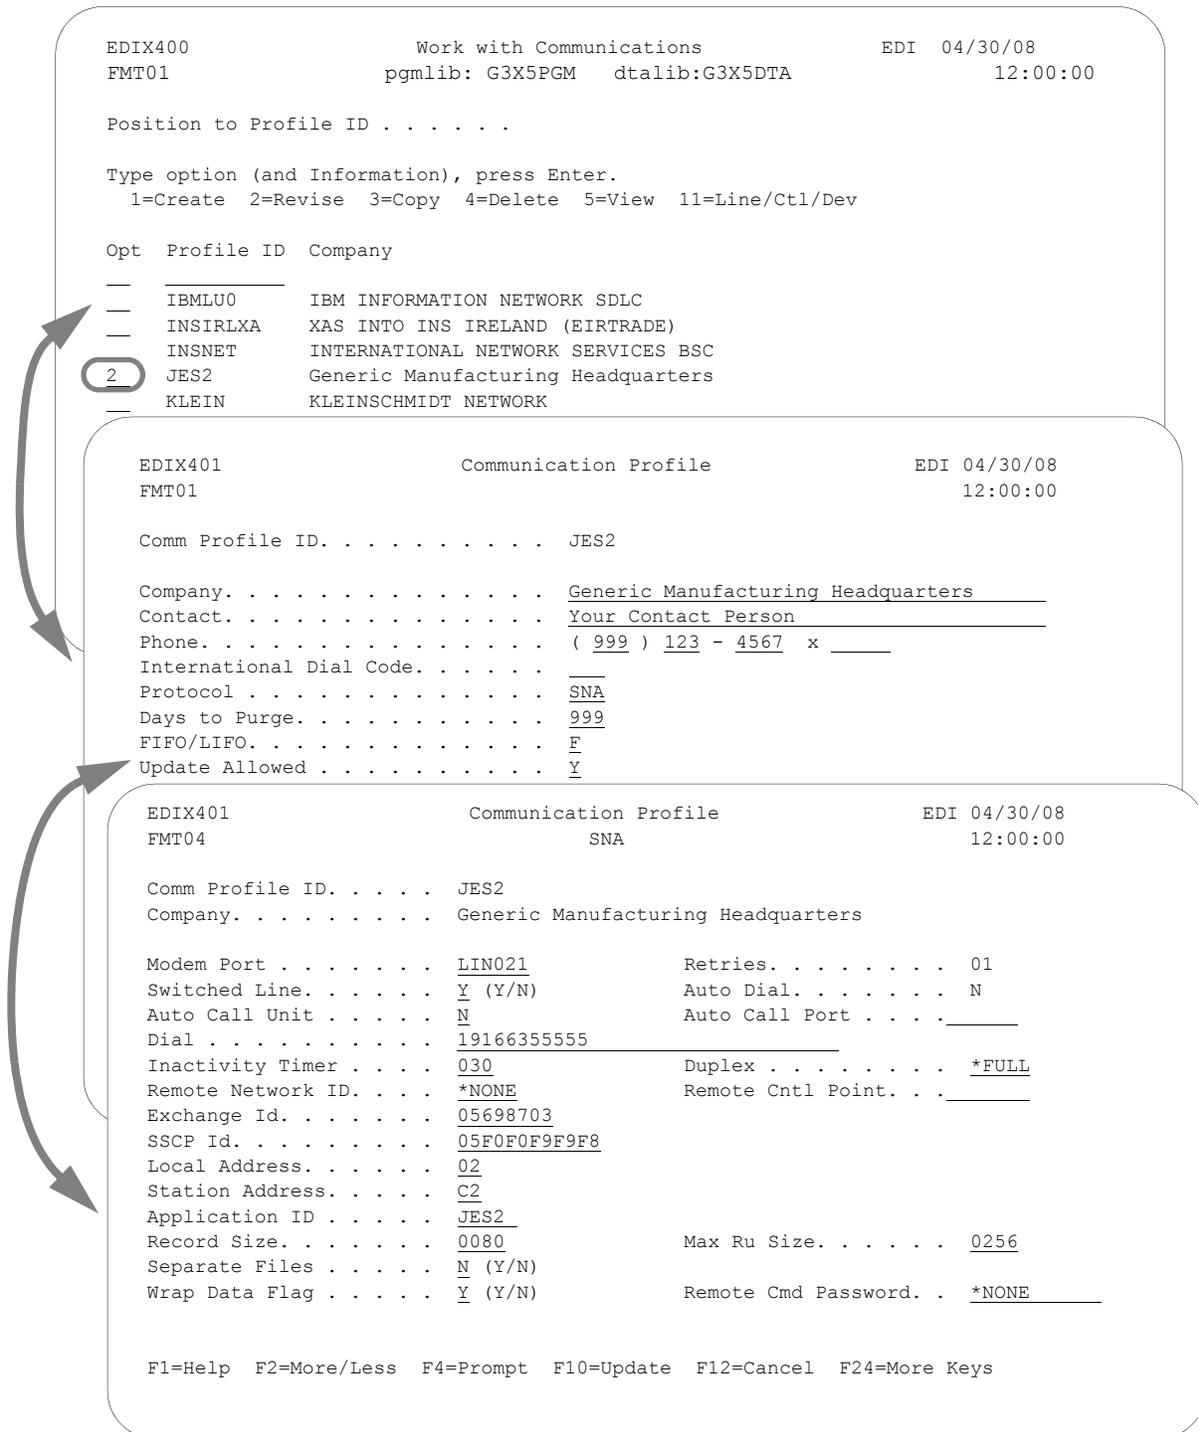 EDIX400 Work with Communications EDI 04/30/08
FMT01 pgmlib: G3X5PGM dtalib:G3X5DTA 12:00:00
Position to Profile ID . . . . . .
Type option (and Information), press Enter.
1=Create 2=Revise 3=Copy 4=Delete 5=View 11=Line/Ctl/Dev
Opt Profile ID Company
IBMLU0 IBM INFORMATION NETWORK SDLC
INSIRLXA XAS INTO INS IRELAND (EIRTRADE)
INSNET INTERNATIONAL NETWORK SERVICES BSC
2 JES2 Generic Manufacturing Headquarters
KLEIN KLEINSCHMIDT NETWORK
EDIX401 Communication Profile EDI 04/30/08
FMT01 12:00:00
Comm Profile ID. . . . . . . . . . JES2
Company. . . . . . . . . . . . . . Generic Manufacturing Headquarters
Contact. . . . . . . . . . . . . . Your Contact Person
Phone. . . . . . . . . . . . . . . ( 999 ) 123 - 4567 x
International Dial Code. . . . . .
Protocol . . . . . . . . . . . . . SNA
Days to Purge. . . . . . . . . . . 999
FIFO/LIFO. . . . . . . . . . . . . F
Update Allowed . . . . . . . . . . Y
EDIX401 Communication Profile EDI 04/30/08
FMT04 SNA 12:00:00
Comm Profile ID. . . . . JES2
Company. . . . . . . . . Generic Manufacturing Headquarters
Modem Port . . . . . . . LIN021 Retries. . . . . . . . 01
Switched Line. . . . . . Y (Y/N) Auto Dial. . . . . . . N
Auto Call Unit . . . . . N Auto Call Port . . . .
Dial . . . . . . . . . . 19166355555
Inactivity Timer . . . . 030 Duplex . . . . . . . . *FULL
Remote Network ID. . . . *NONE Remote Cntl Point. . .
Exchange Id. . . . . . . 05698703
SSCP Id. . . . . . . . . 05F0F0F9F9F8
Local Address. . . . . . 02
Station Address. . . . . C2
Application ID . . . . . JES2
Record Size. . . . . . . 0080 Max Ru Size. . . . . . 0256
Separate Files . . . . . N (Y/N)
Wrap Data Flag . . . . . Y (Y/N) Remote Cmd Password. . *NONE
F1=Help F2=More/Less F4=Prompt F10=Update F12=Cancel F24=More Keys